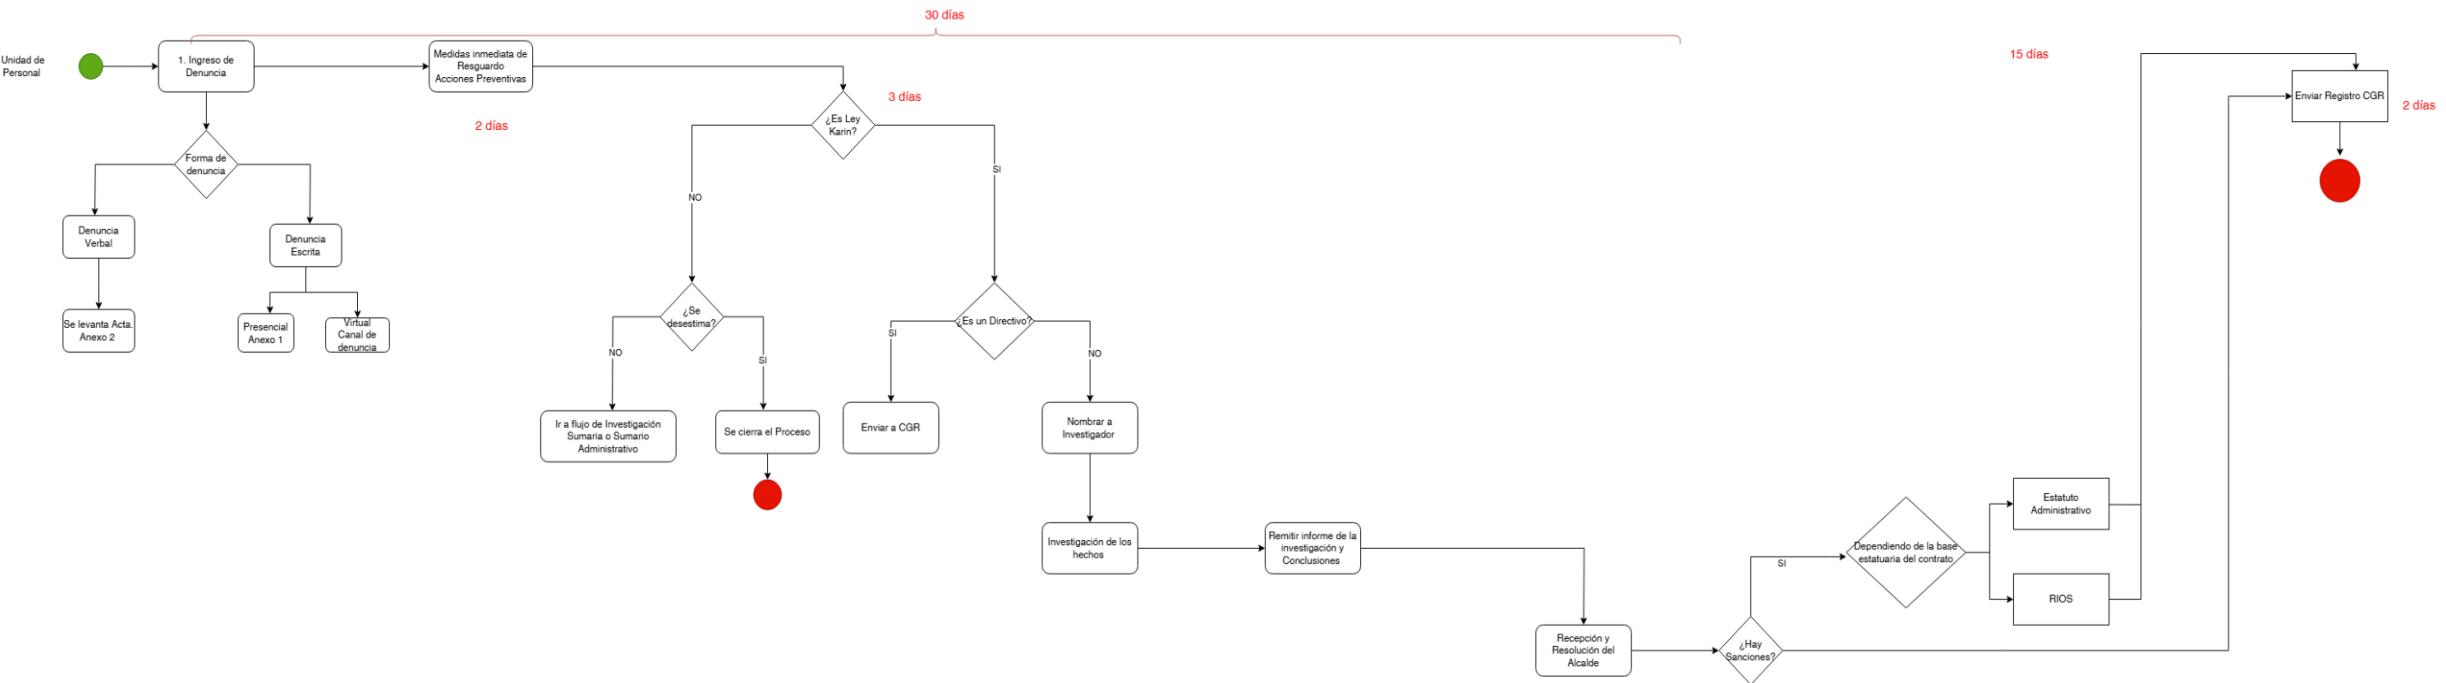 30 días
Unidad de
Personal
1. Ingreso de
Denuncia
Medidas inmediata de
Resguardo
Acciones Preventivas
15 días
Enviar Registro CGR
2 días
3 días
2 días
¿Es Ley
Karin?
Forma de
denuncia
SI
NO
Denuncia
Verbal
Denuncia
Escrita
Se levanta Acta.
Anexo 2
Presencial
Anexo 1
Virtual
Canal de
denuncia
¿Se
desestima?
¿Es un Directivo?
NO
SI
SI
NO
Ir a flujo de Investigación
Sumaria o Sumario
Administrativo
Se cierra el Proceso
Enviar a CGR
Nombrar a
Investigador
Investigación de los
hechos
Remitir informe de la
investigación y
Conclusiones
Recepción y
Resolución del
Alcalde
¿Hay
Sanciones?
SI
Dependiendo de la base
estatuaria del contrato
Estatuto
Administrativo
RIOS